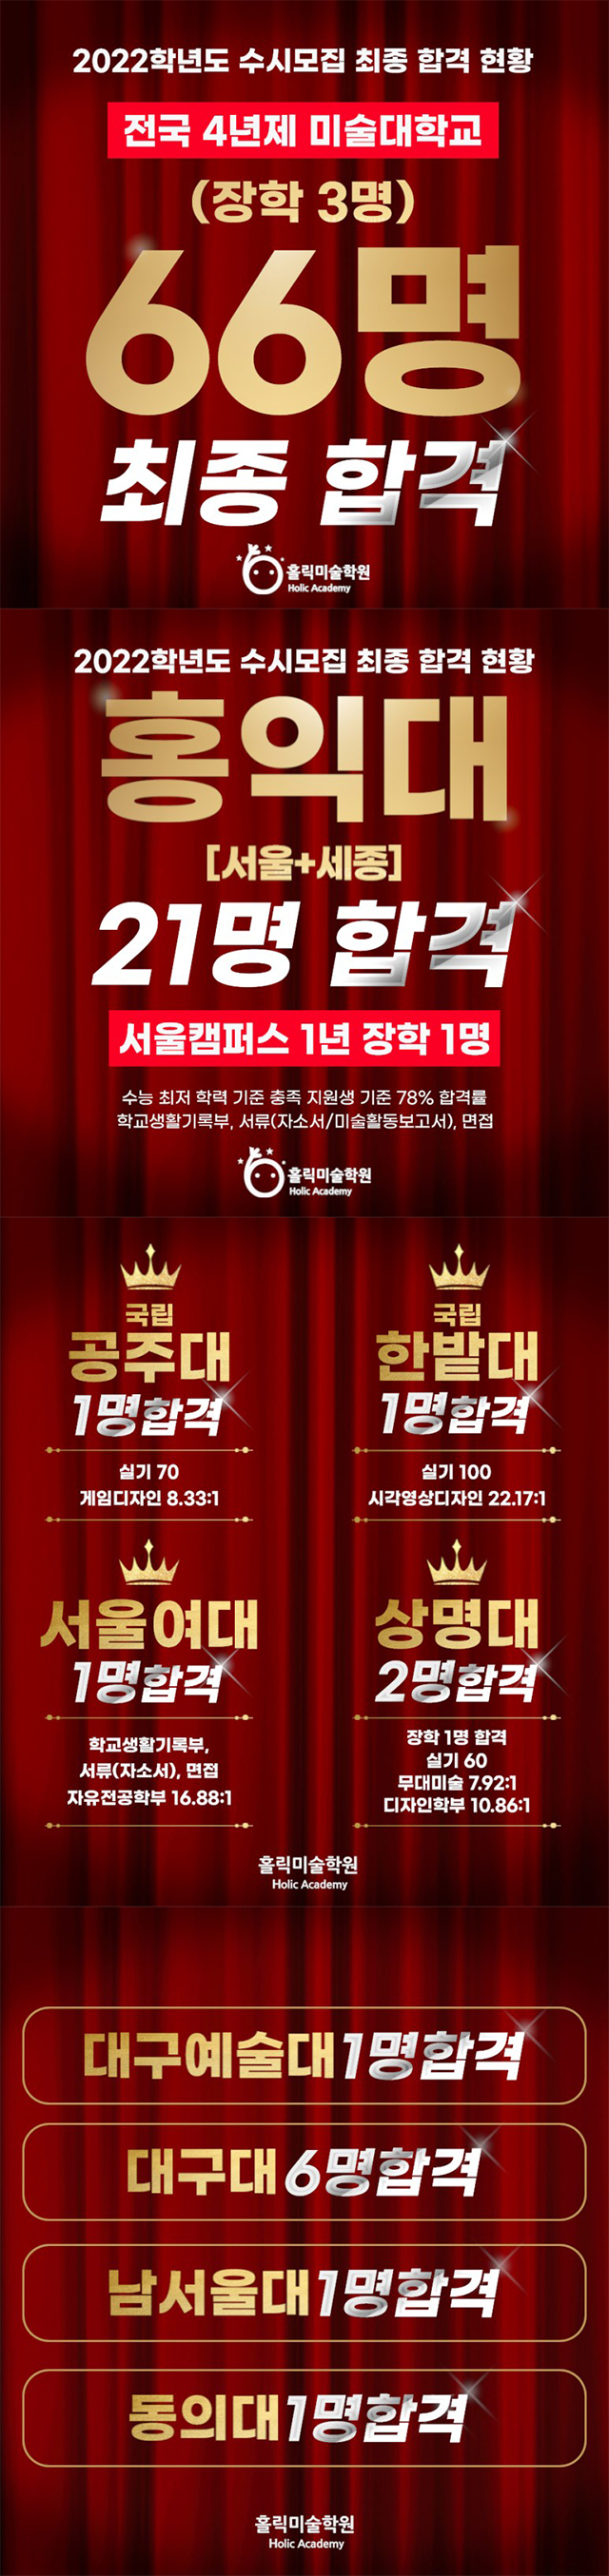 2022학년도 수시모집 최종 합격 현황
전국 4년제 미술대학교
(장학 3명)
66명
최종 합격
홀릭미술학원
Holic Academy
2022학년도 수시모집 최종 합격 현황
홍익대
[서울+세종]
21명 합격
서울캠퍼스 1년 장학 1명
수능 최저 학력 기준 충족 지원생 기준 78% 합격률
학교생활기록부, 서류(자소서/미술활동보고서), 면접
홀릭미술학원
Holic Academy
국립
공주대
1명합격
실기 70
게임디자인 8.33:1
국립
한밭대
1명합격
실기 100
시각영상디자인 22.17:1
서울여대
1명합격
학교생활기록부,
서류(자소서), 면접
자유전공학부 16.88:1
상명대
2명합격
장학 1명 합격
실기 60
무대미술 7.92:1
디자인학부 10.86:1
홀릭미술학원
Holic Academy
대구예술대1명합격
대구대 6명합격
남서울대1명합격
동의대1명합격
홀릭미술학원
Holic Academy